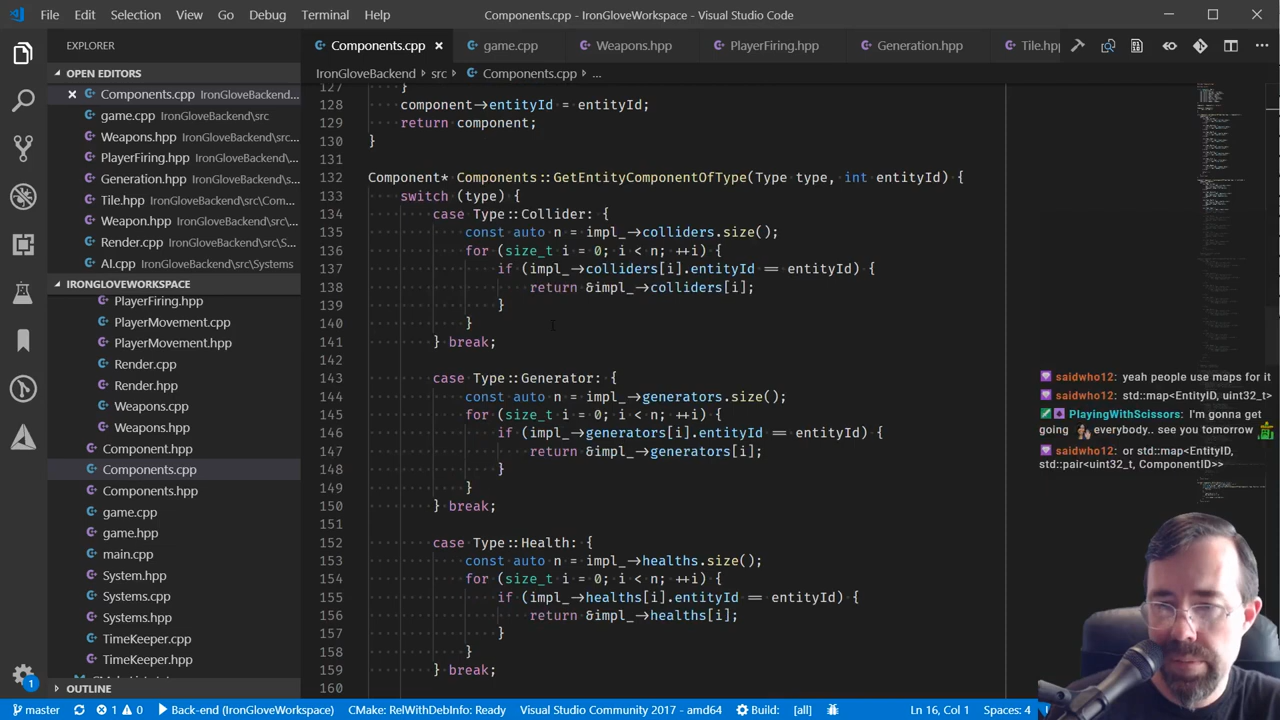 File Edit Selection View Go Debug Terminal Help
Components.cpp - IronGloveWorkspace - Visual Studio Code
EXPLORER
OPEN EDITORS
Components.cpp IronGloveBackend...
game.cpp IronGloveBackend\src
Weapons.hpp IronGloveBackend\src...
PlayerFiring.hpp IronGloveBackend...
Generation.hpp IronGloveBackend...
Tile.hpp IronGloveBackend\src\Com...
Weapon.hpp IronGloveBackend\src\...
Render.cpp IronGloveBackend\src\...
AI.cpp IronGloveBackend\src\Systems
IRONGLOVEWORKSPACE
PlayerFiring.hpp
PlayerMovement.cpp
PlayerMovement.hpp
Render.cpp
Render.hpp
Weapons.cpp
Weapons.hpp
Component.hpp
Components.cpp
Components.hpp
game.cpp
game.hpp
main.cpp
System.hpp
Systems.cpp
Systems.hpp
TimeKeeper.cpp
TimeKeeper.hpp
OUTLINE
Components.cpp game.cpp Weapons.hpp PlayerFiring.hpp Generation.hpp Tile.hpp
IronGloveBackend > src > Components.cpp > ...
127 }
128 component->entityId = entityId;
129 return component;
130 }
131
132 Component* Components::GetEntityComponentOfType(Type type, int entityId) {
133 switch (type) {
134 case Type::Collider: {
135 const auto n = impl_->colliders.size();
136 for (size_t i = 0; i < n; ++i) {
137 if (impl_->colliders[i].entityId == entityId) {
138 return &impl_->colliders[i];
139 }
140 }
141 } break;
142
143 case Type::Generator: {
144 const auto n = impl_->generators.size();
145 for (size_t i = 0; i < n; ++i) {
146 if (impl_->generators[i].entityId == entityId) {
147 return &impl_->generators[i];
148 }
149 }
150 } break;
151
152 case Type::Health: {
153 const auto n = impl_->healths.size();
154 for (size_t i = 0; i < n; ++i) {
155 if (impl_->healths[i].entityId == entityId) {
156 return &impl_->healths[i];
157 }
158 }
159 } break;
160
saidwho12: yeah people use maps for it
saidwho12: std::map<EntityID, uint32_t>
PlayingWithScissors: I'm gonna get
going everybody.. see you tomorrow
saidwho12: or std::map<EntityID,
std::pair<uint32_t, ComponentID>>
1
master 1 0 Back-end (IronGloveWorkspace) CMake: RelWithDebInfo: Ready Visual Studio Community 2017 - amd64 Build: [all] Ln 16, Col 1 Spaces: 4